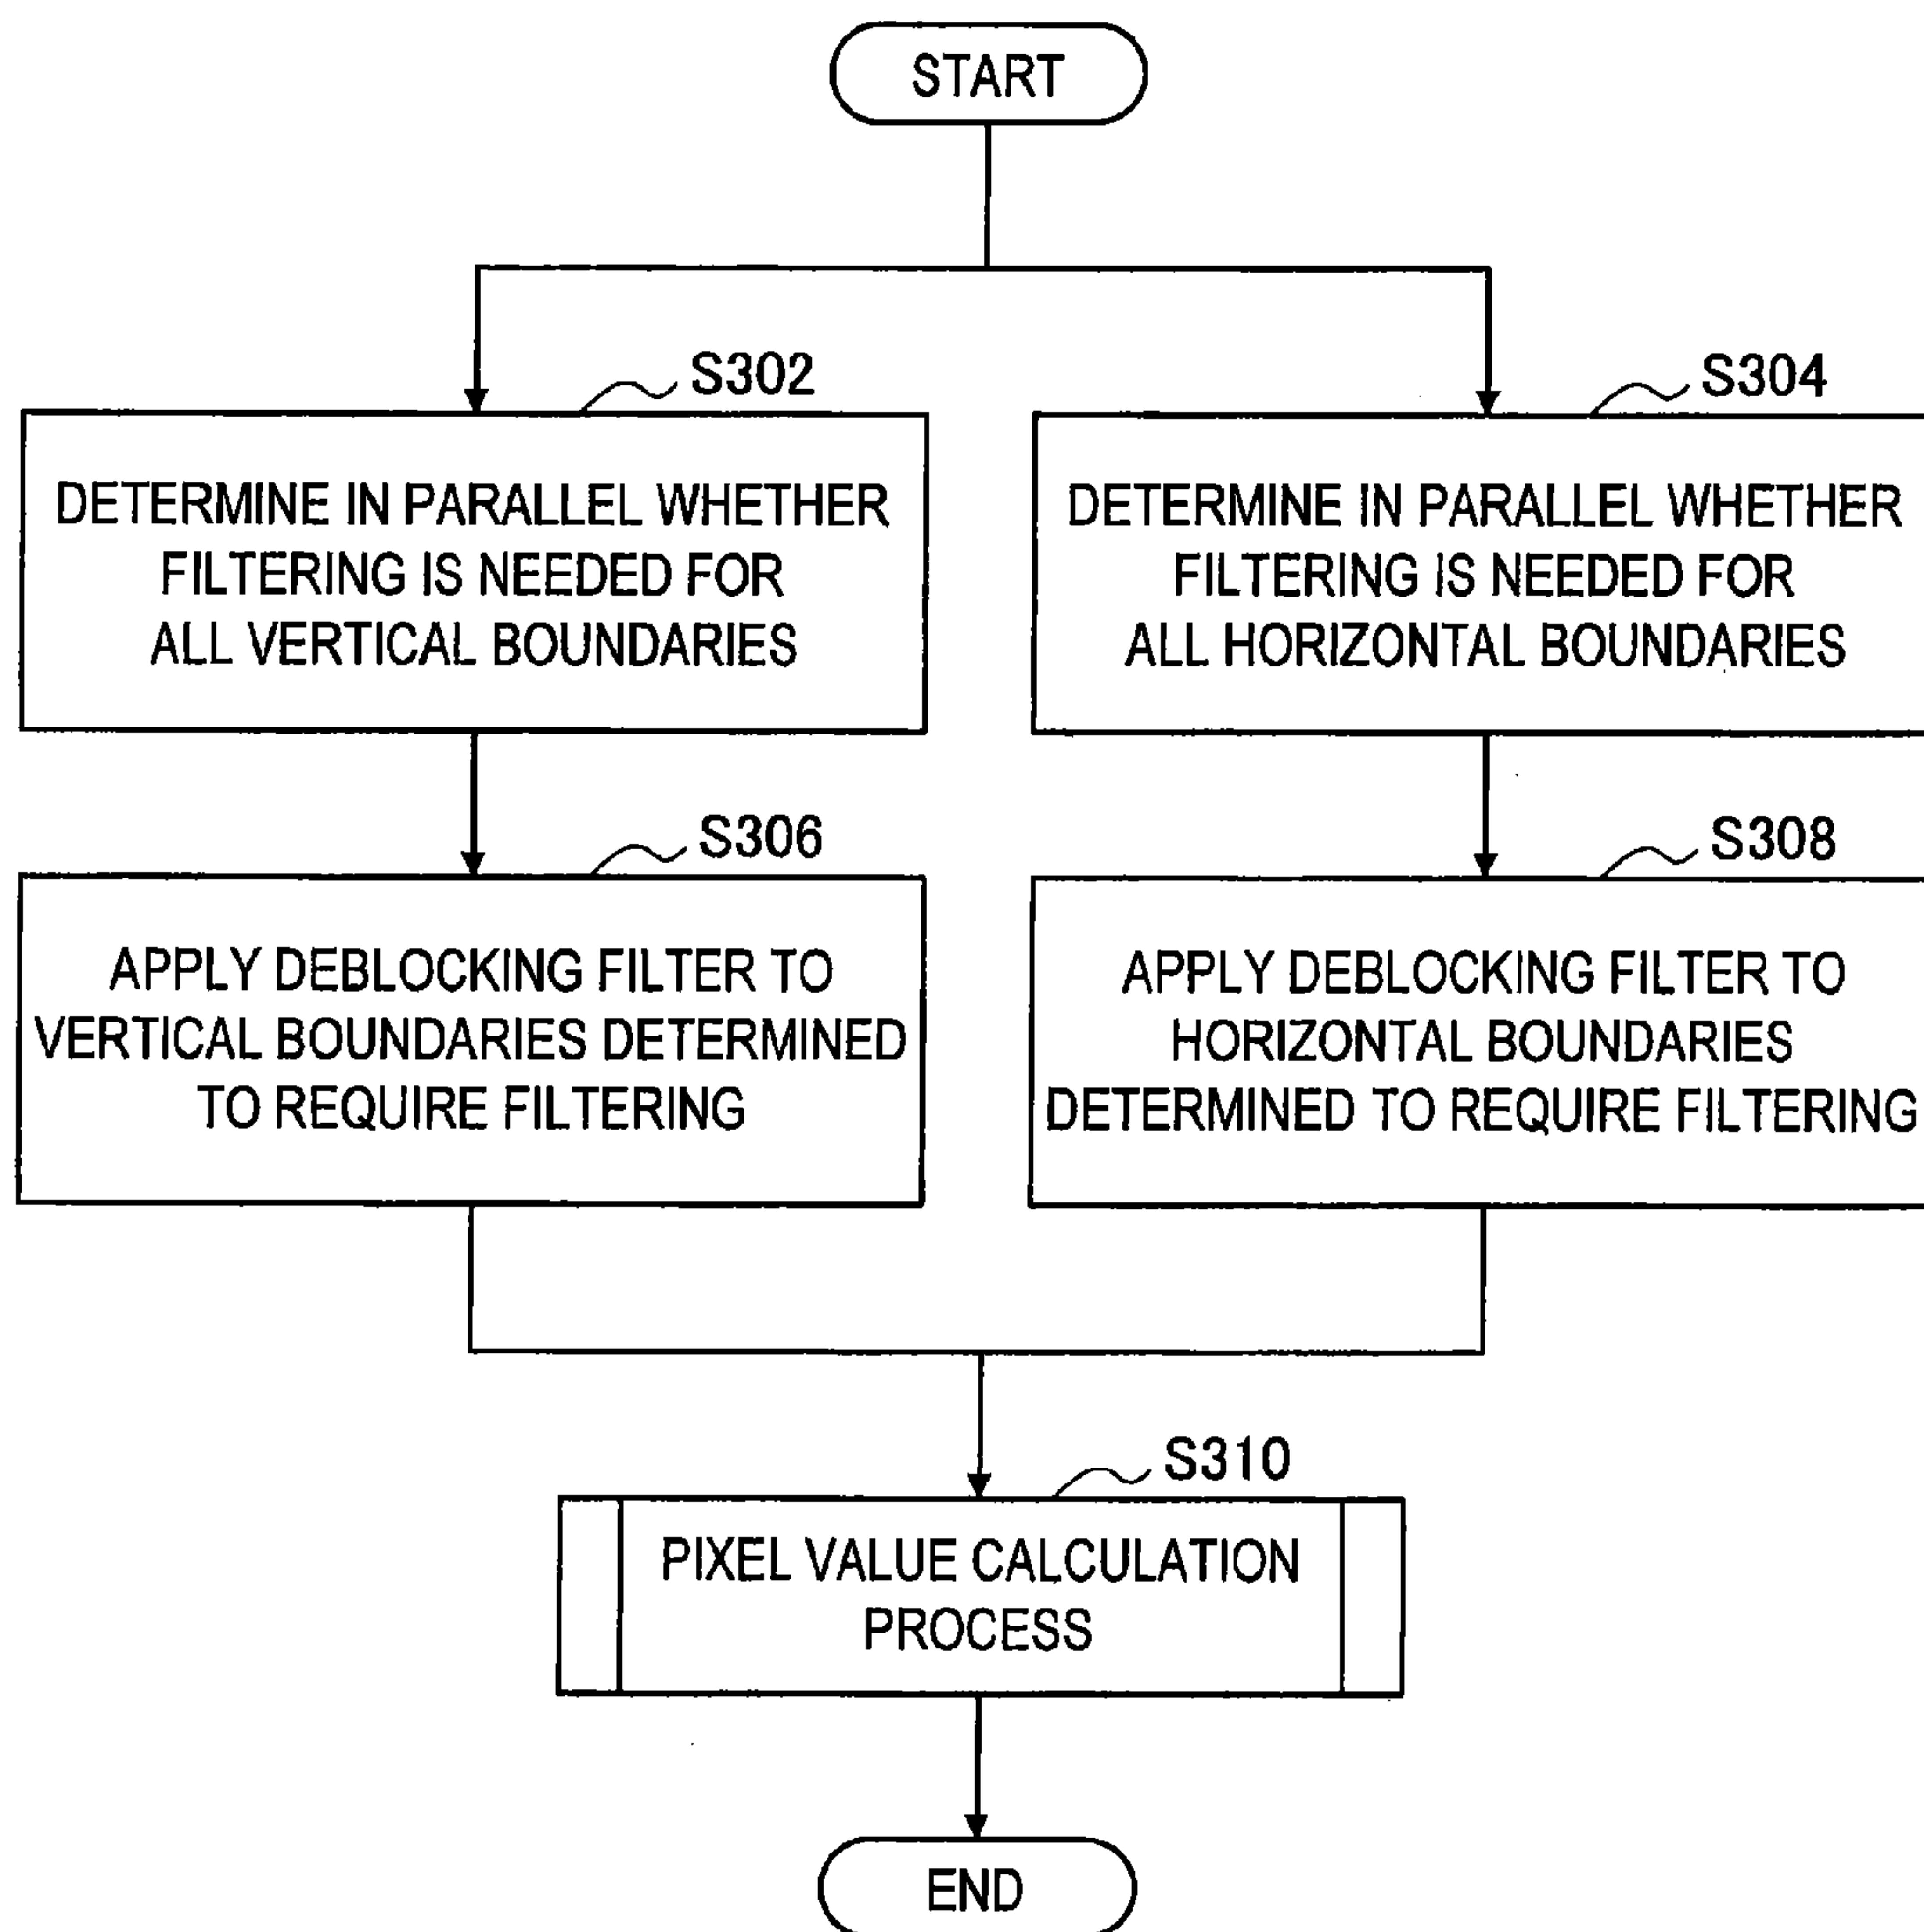 START
S302
DETERMINE IN PARALLEL WHETHER
FILTERING IS NEEDED FOR
ALL VERTICAL BOUNDARIES
S304
DETERMINE IN PARALLEL WHETHER
FILTERING IS NEEDED FOR
ALL HORIZONTAL BOUNDARIES
S306
APPLY DEBLOCKING FILTER TO
VERTICAL BOUNDARIES DETERMINED
TO REQUIRE FILTERING
S308
APPLY DEBLOCKING FILTER TO
HORIZONTAL BOUNDARIES
DETERMINED TO REQUIRE FILTERING
S310
PIXEL VALUE CALCULATION
PROCESS
END